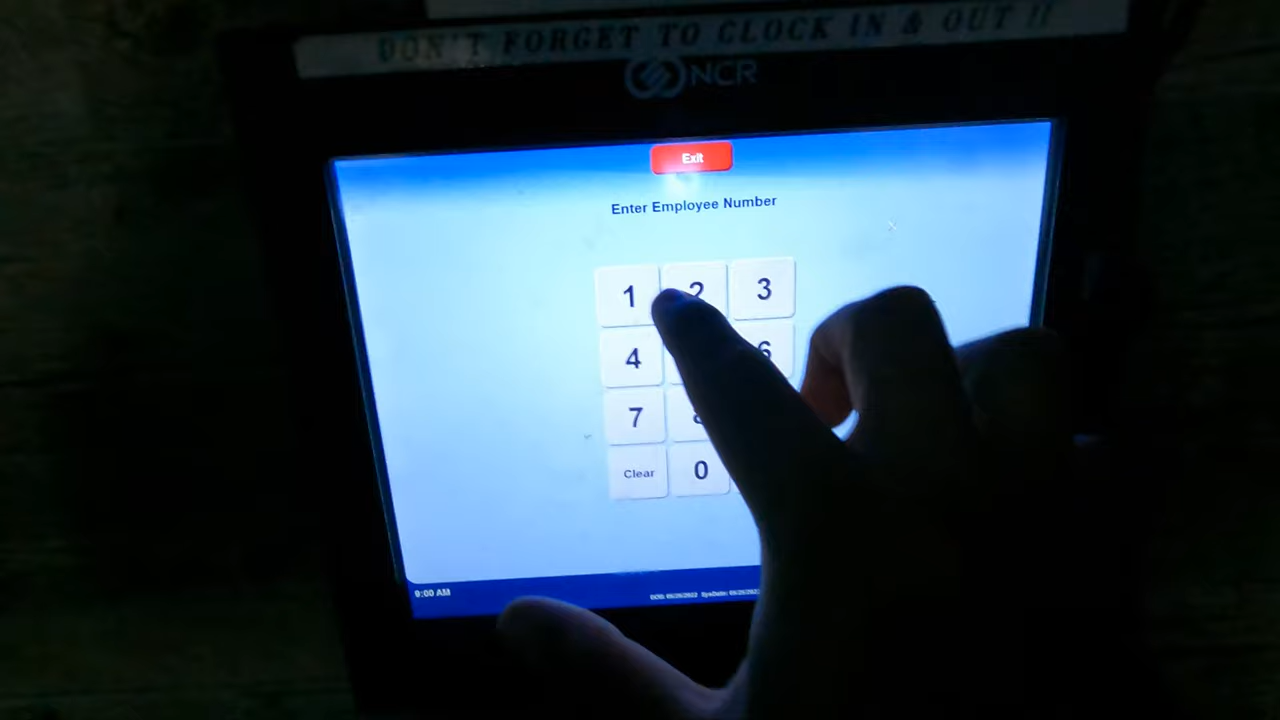 DON'T FORGET TO CLOCK IN & OUT !!
NCR
Exit
Enter Employee Number
1 2 3
4 6
7
Clear 0
9:00 AM